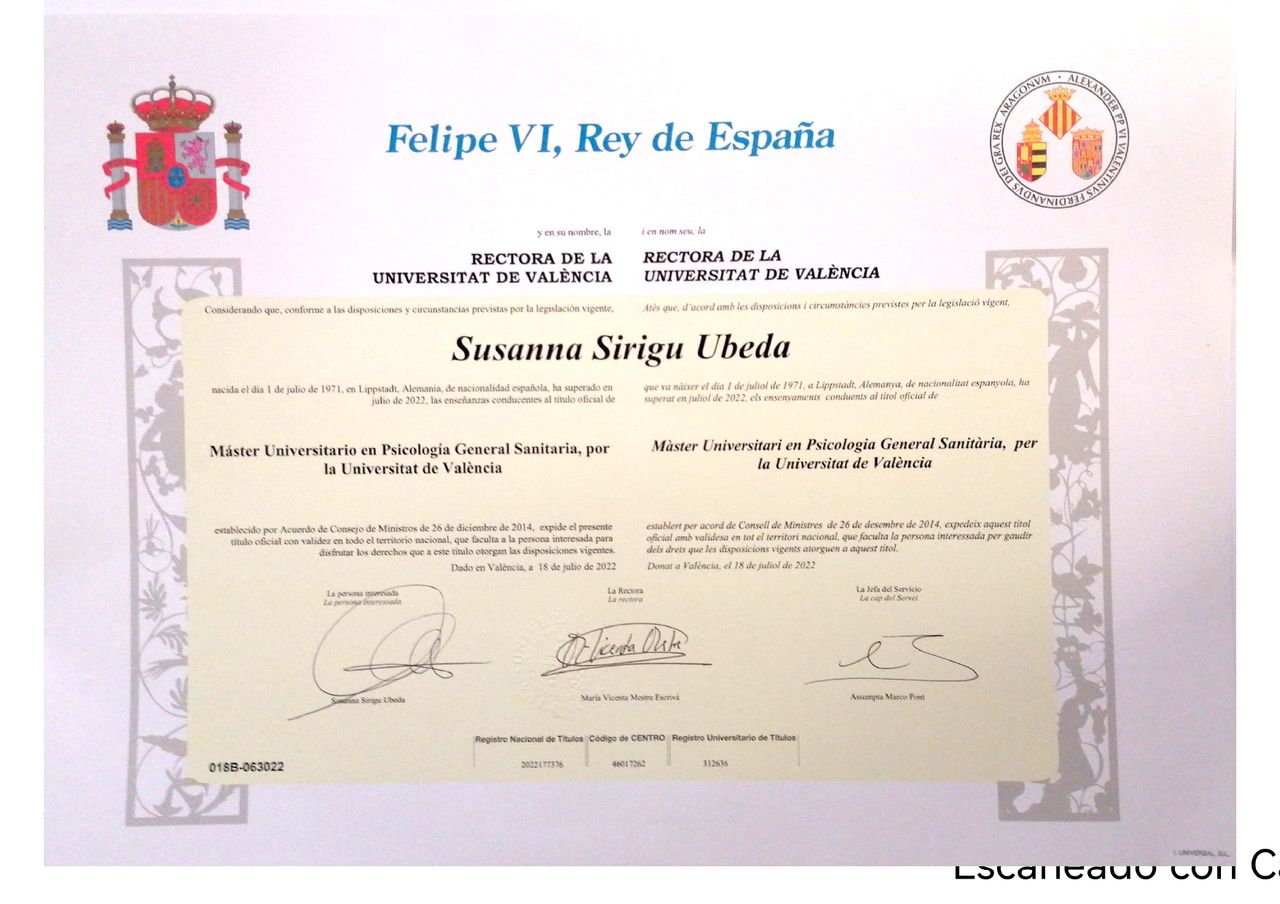 Felipe VI, Rey de España
ALEXANDER PP VI VALENTINVS FERDINANDVS DEI GRA REX ARAGONVM
y en su nombre, la
RECTORA DE LA
UNIVERSITAT DE VALÈNCIA
i en nom seu, la
RECTORA DE LA
UNIVERSITAT DE VALÈNCIA
Considerando que, conforme a las disposiciones y circunstancias previstas por la legislación vigente,
Atès que, d'acord amb les disposicions i circumstàncies previstes per la legislació vigent,
Susanna Sirigu Ubeda
nacida el día 1 de julio de 1971, en Lippstadt, Alemania, de nacionalidad española, ha superado en
julio de 2022, las enseñanzas conducentes al título oficial de
que va nàixer el dia 1 de juliol de 1971, a Lippstadt, Alemanya, de nacionalitat espanyola, ha
superat en juliol de 2022, els ensenyaments conduents al títol oficial de
Máster Universitario en Psicología General Sanitaria, por
la Universitat de València
Màster Universitari en Psicologia General Sanitària, per
la Universitat de València
establecido por Acuerdo de Consejo de Ministros de 26 de diciembre de 2014, expide el presente
título oficial con validez en todo el territorio nacional, que faculta a la persona interesada para
disfrutar los derechos que a este título otorgan las disposiciones vigentes.
Dado en Valencia, a 18 de julio de 2022
establert per acord de Consell de Ministres de 26 de desembre de 2014, expedeix aquest títol
oficial amb validesa en tot el territori nacional, que faculta la persona interessada per gaudir
dels drets que les disposicions vigents atorguen a aquest títol.
Donat a València, el 18 de juliol de 2022
La persona interesada
La persona interessada
Susanna Sirigu Ubeda
La Rectora
La rectora
María Vicenta Mestre Escrivá
La Jefa del Servicio
La cap del Servei
Assumpta Marco Pont
Registro Nacional de Títulos Código de CENTRO Registro Universitario de Títulos
2022177376 46017262 312636
018B-063022
Escaneado con